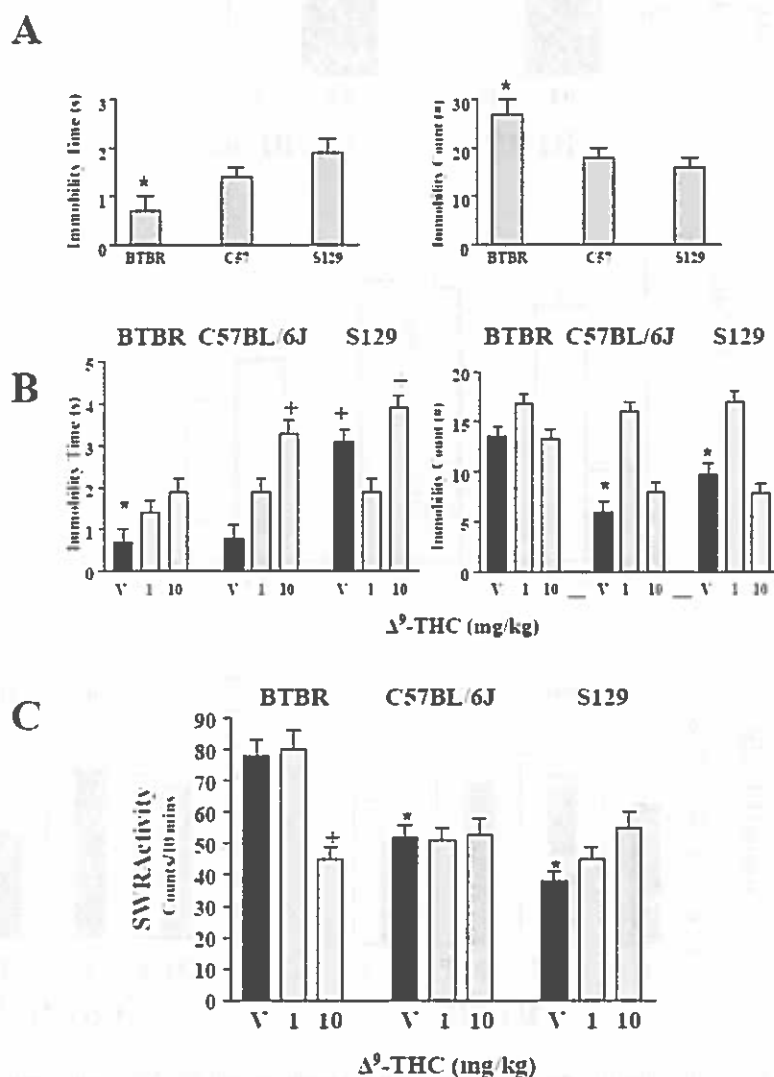 A
Immobility Time (s)
3
2
1
0
*
BTBR C57 S129
Immobility Count (#)
30
20
10
0
*
BTBR C57 S129
B
BTBR C57BL/6J S129
Immobility Time (s)
5
4
3
2
1
0
* + + –
V 1 10 V 1 10 V 1 10
BTBR C57BL/6J S129
Immobility Count (#)
20
15
10
5
0
* *
V 1 10 V 1 10 V 1 10
Δ⁹-THC (mg/kg)
C
BTBR C57BL/6J S129
SWRActivity
Counts/10 mins
90
80
70
60
50
40
30
20
10
0
+ * *
V 1 10 V 1 10 V 1 10
Δ⁹-THC (mg/kg)